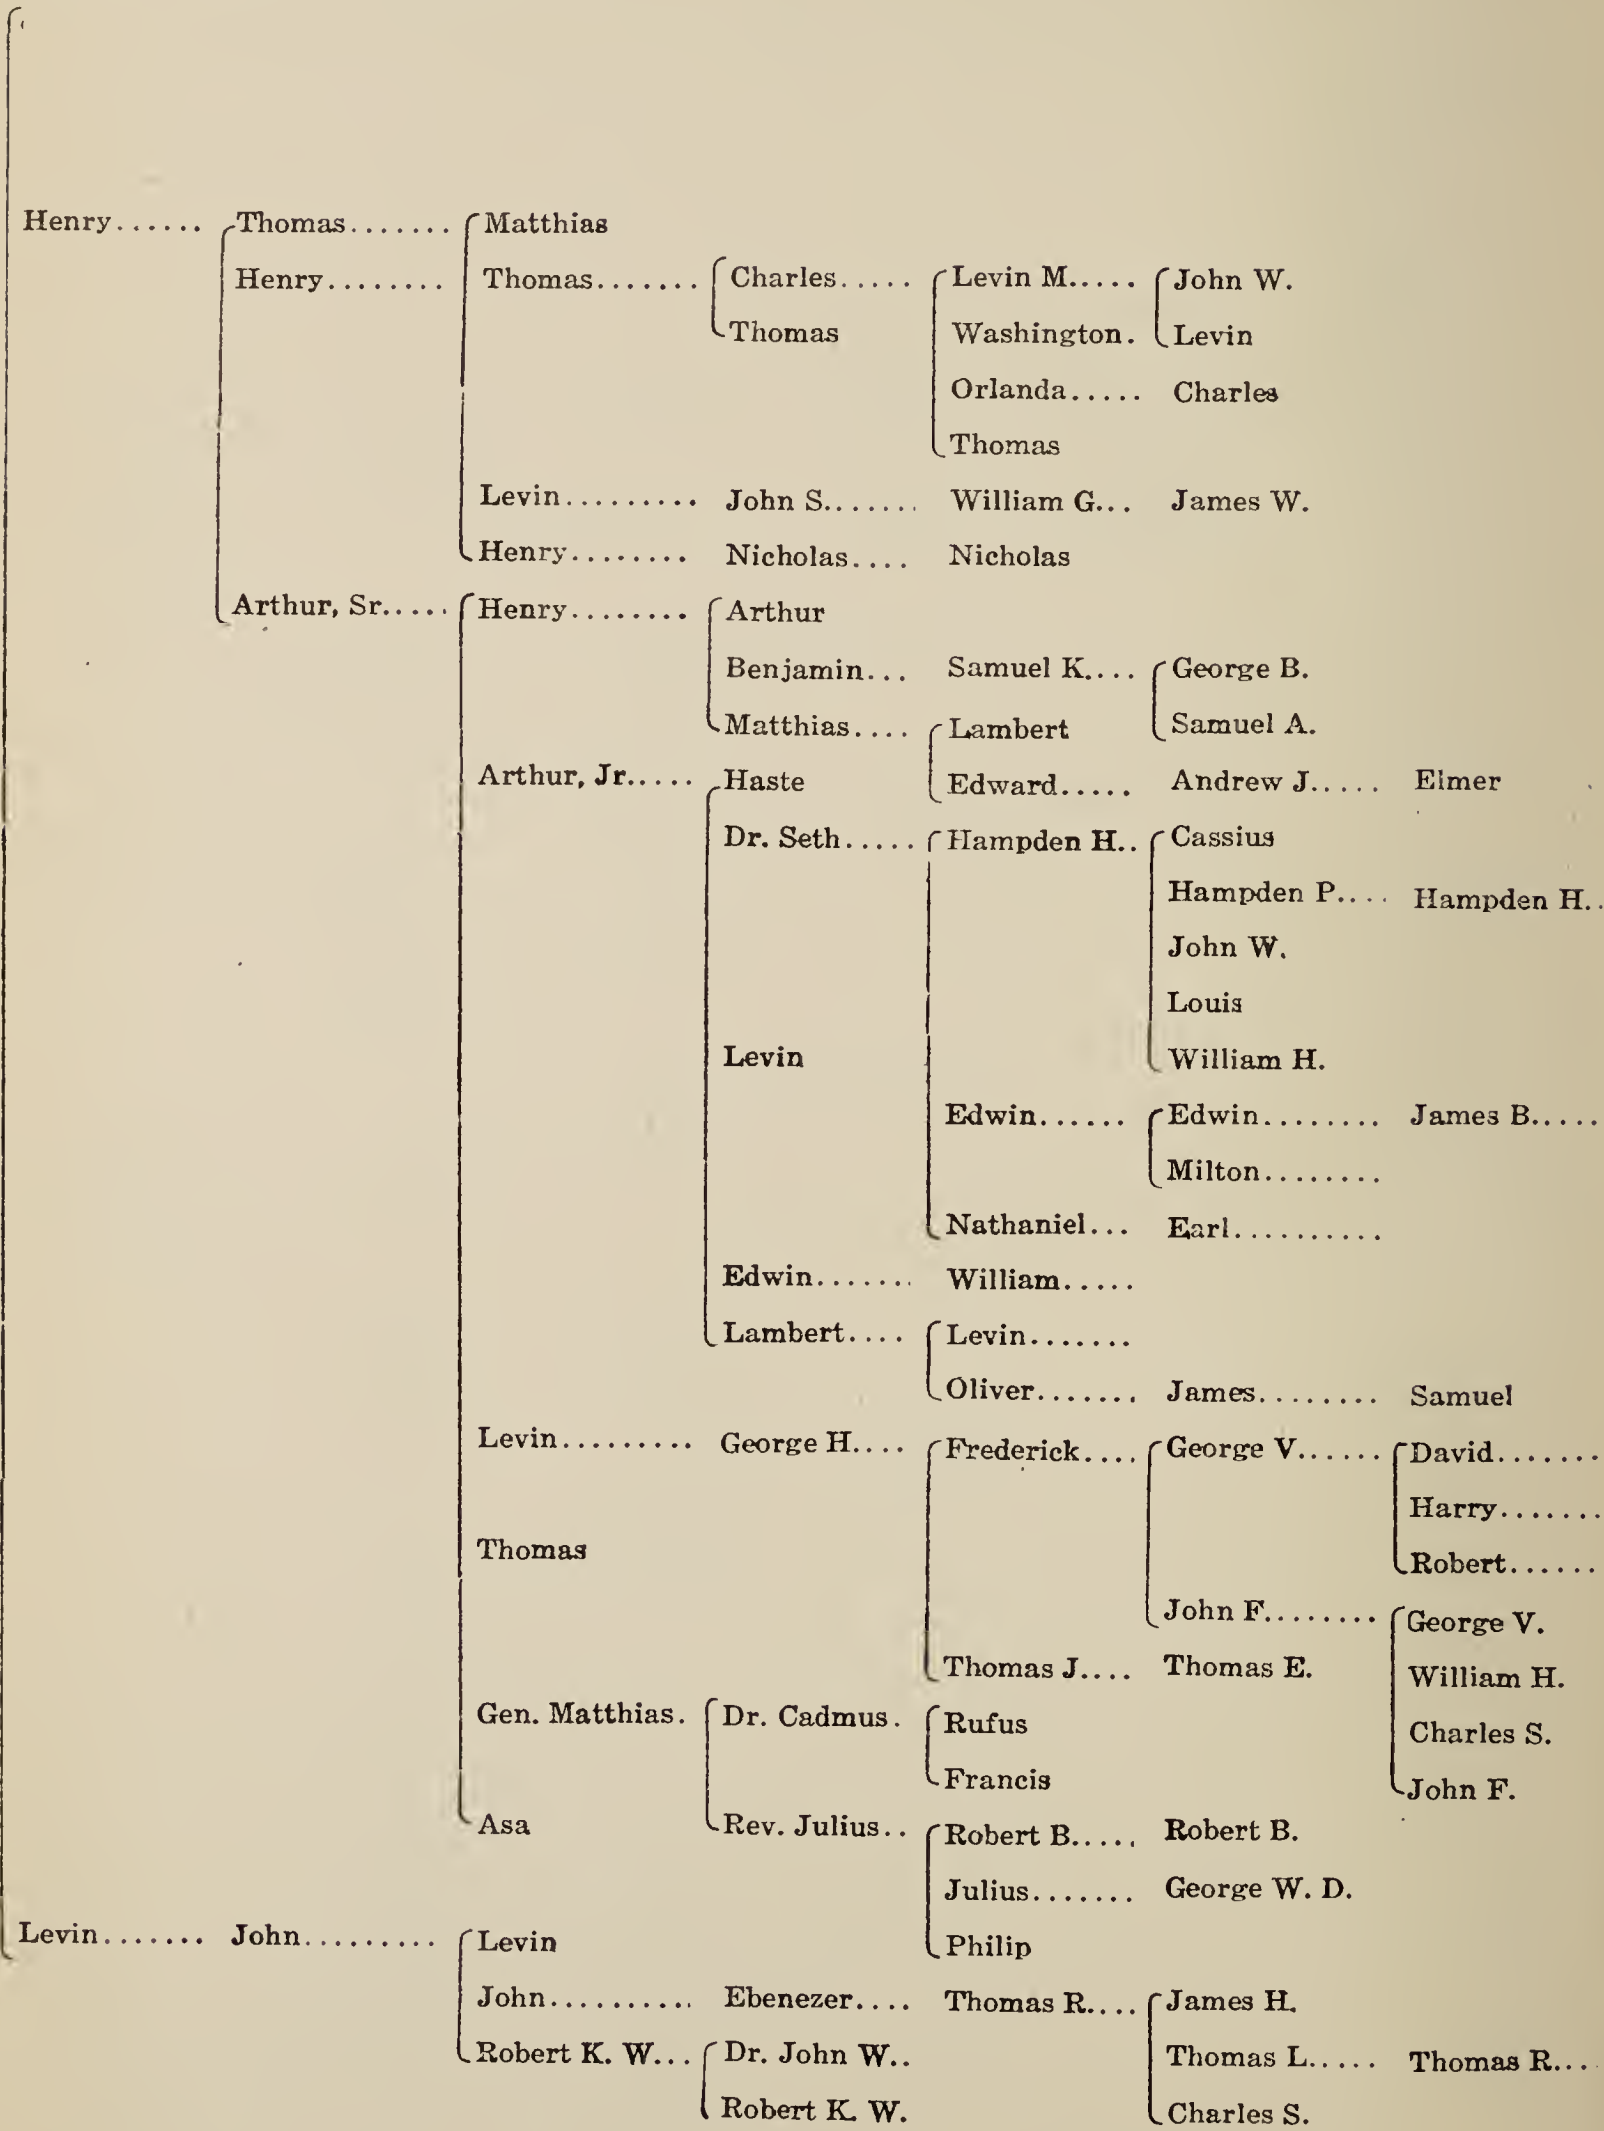 Henry...... Thomas....... Matthias
Henry........ Thomas....... Charles..... Levin M..... John W.
Thomas Washington. Levin
Orlanda..... Charles
Thomas
Levin......... John S....... William G... James W.
Henry........ Nicholas.... Nicholas
Arthur, Sr..... Henry........ Arthur
Benjamin... Samuel K.... George B.
Matthias.... Lambert Samuel A.
Arthur, Jr..... Haste Edward..... Andrew J..... Elmer
Dr. Seth..... Hampden H.. Cassius
Hampden P.... Hampden H..
John W.
Louis
Levin William H.
Edwin...... Edwin........ James B.....
Milton........
Nathaniel... Earl..........
Edwin....... William.....
Lambert.... Levin.......
Oliver....... James........ Samuel
Levin......... George H.... Frederick.... George V...... David.......
Harry.......
Thomas Robert......
John F........ George V.
Thomas J.... Thomas E. William H.
Gen. Matthias. Dr. Cadmus. Rufus Charles S.
Francis John F.
Asa Rev. Julius.. Robert B..... Robert B.
Julius....... George W. D.
Levin....... John......... Levin Philip
John.......... Ebenezer.... Thomas R.... James H.
Robert K. W... Dr. John W.. Thomas L..... Thomas R...
Robert K. W. Charles S.